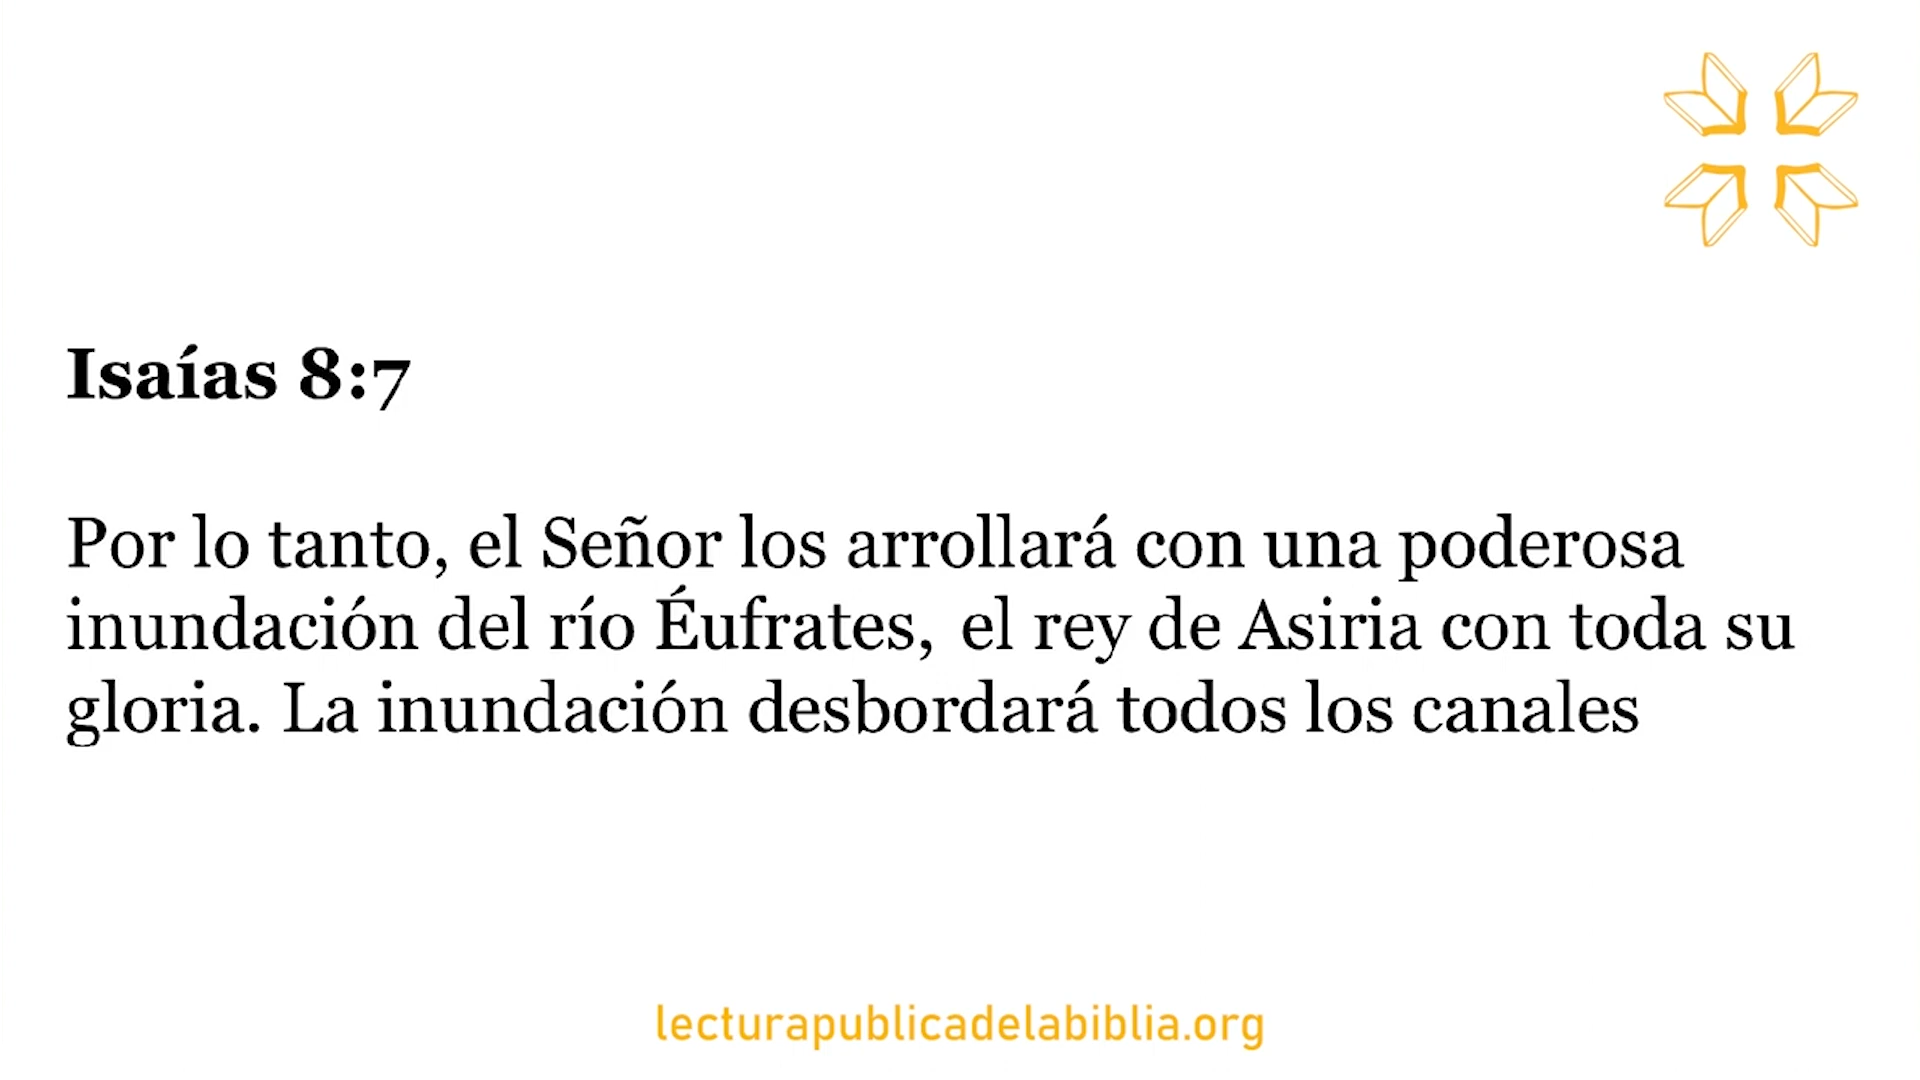 Isaías 8:7
Por lo tanto, el Señor los arrollará con una poderosa
inundación del río Éufrates, el rey de Asiria con toda su
gloria. La inundación desbordará todos los canales
lecturapublicadelabiblia.org